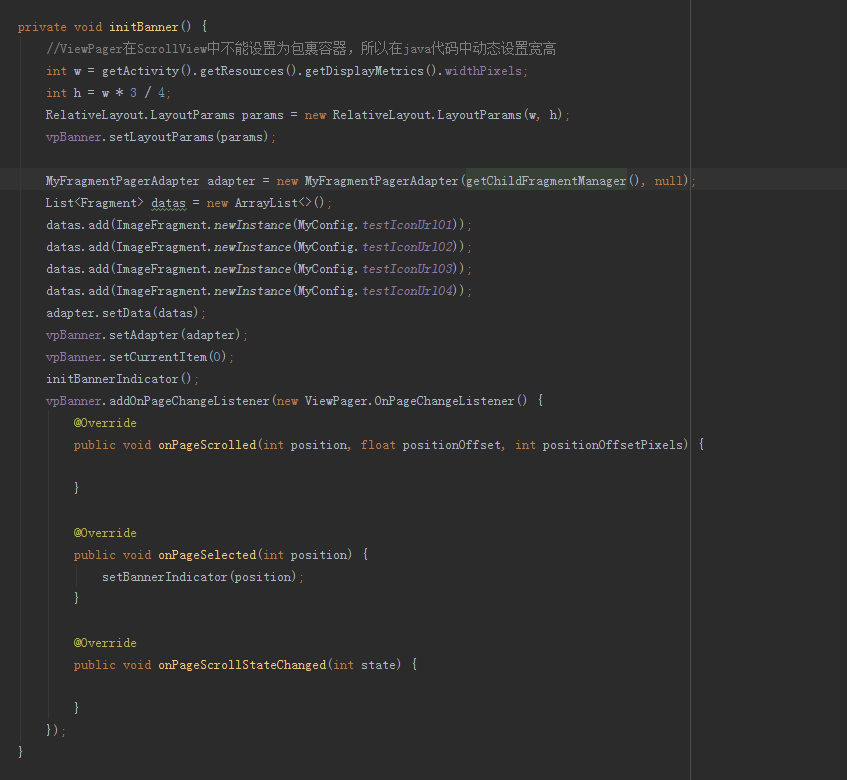 private void initBanner() {
//ViewPager在ScrollView中不能设置为包裹容器，所以在java代码中动态设置宽高
int w = getActivity().getResources().getDisplayMetrics().widthPixels;
int h = w * 3 / 4;
RelativeLayout.LayoutParams params = new RelativeLayout.LayoutParams(w, h);
vpBanner.setLayoutParams(params);
MyFragmentPagerAdapter adapter = new MyFragmentPagerAdapter(getChildFragmentManager(), null);
List<Fragment> datas = new ArrayList<>();
datas.add(ImageFragment.newInstance(MyConfig.testIconUrl01));
datas.add(ImageFragment.newInstance(MyConfig.testIconUrl02));
datas.add(ImageFragment.newInstance(MyConfig.testIconUrl03));
datas.add(ImageFragment.newInstance(MyConfig.testIconUrl04));
adapter.setData(datas);
vpBanner.setAdapter(adapter);
vpBanner.setCurrentItem(0);
initBannerIndicator();
vpBanner.addOnPageChangeListener(new ViewPager.OnPageChangeListener() {
@Override
public void onPageScrolled(int position, float positionOffset, int positionOffsetPixels) {
}
@Override
public void onPageSelected(int position) {
setBannerIndicator(position);
}
@Override
public void onPageScrollStateChanged(int state) {
}
});
}